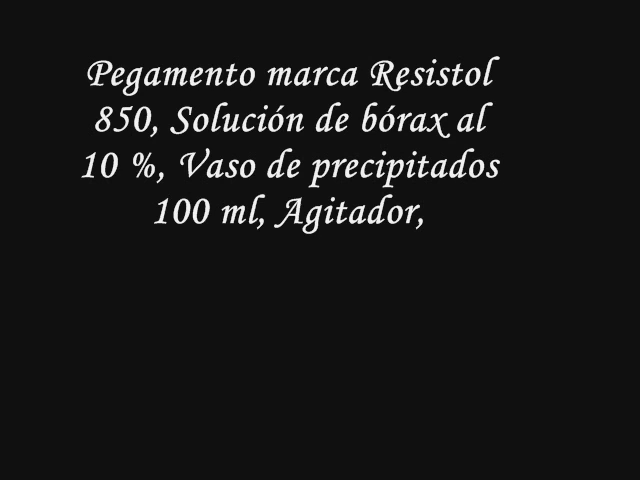 Pegamento marca Resistol
850, Solución de bórax al
10 %, Vaso de precipitados
100 ml, Agitador,